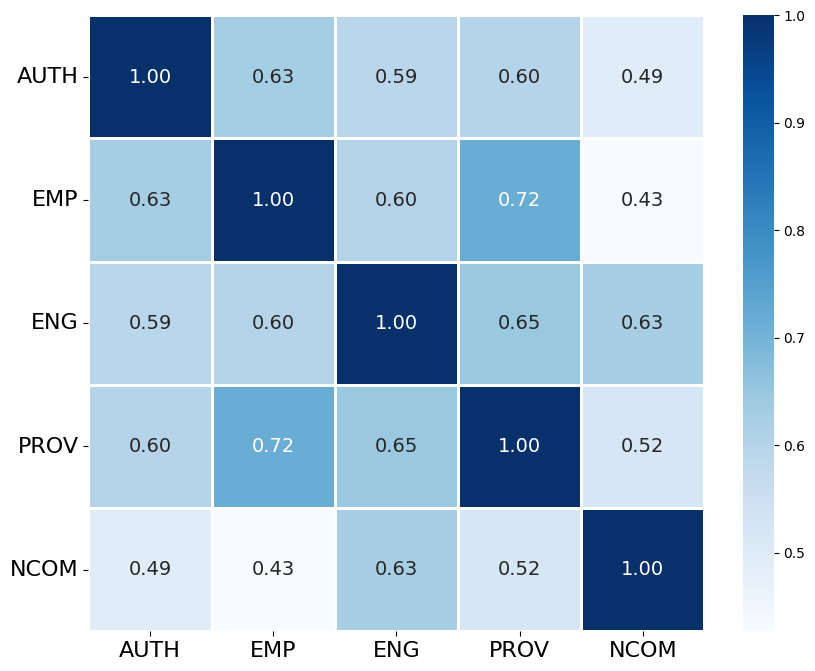 AUTH 1.00 0.63 0.59 0.60 0.49
EMP 0.63 1.00 0.60 0.72 0.43
ENG 0.59 0.60 1.00 0.65 0.63
PROV 0.60 0.72 0.65 1.00 0.52
NCOM 0.49 0.43 0.63 0.52 1.00
AUTH EMP ENG PROV NCOM
1.0
0.9
0.8
0.7
0.6
0.5